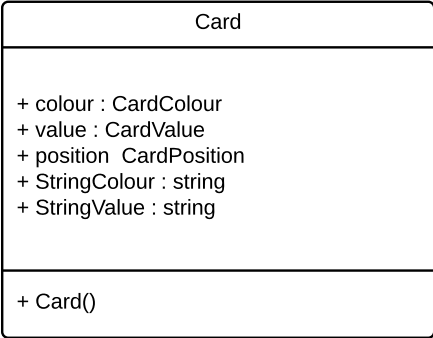 Card
+ colour : CardColour
+ value : CardValue
+ position  CardPosition
+ StringColour : string
+ StringValue : string
+ Card()